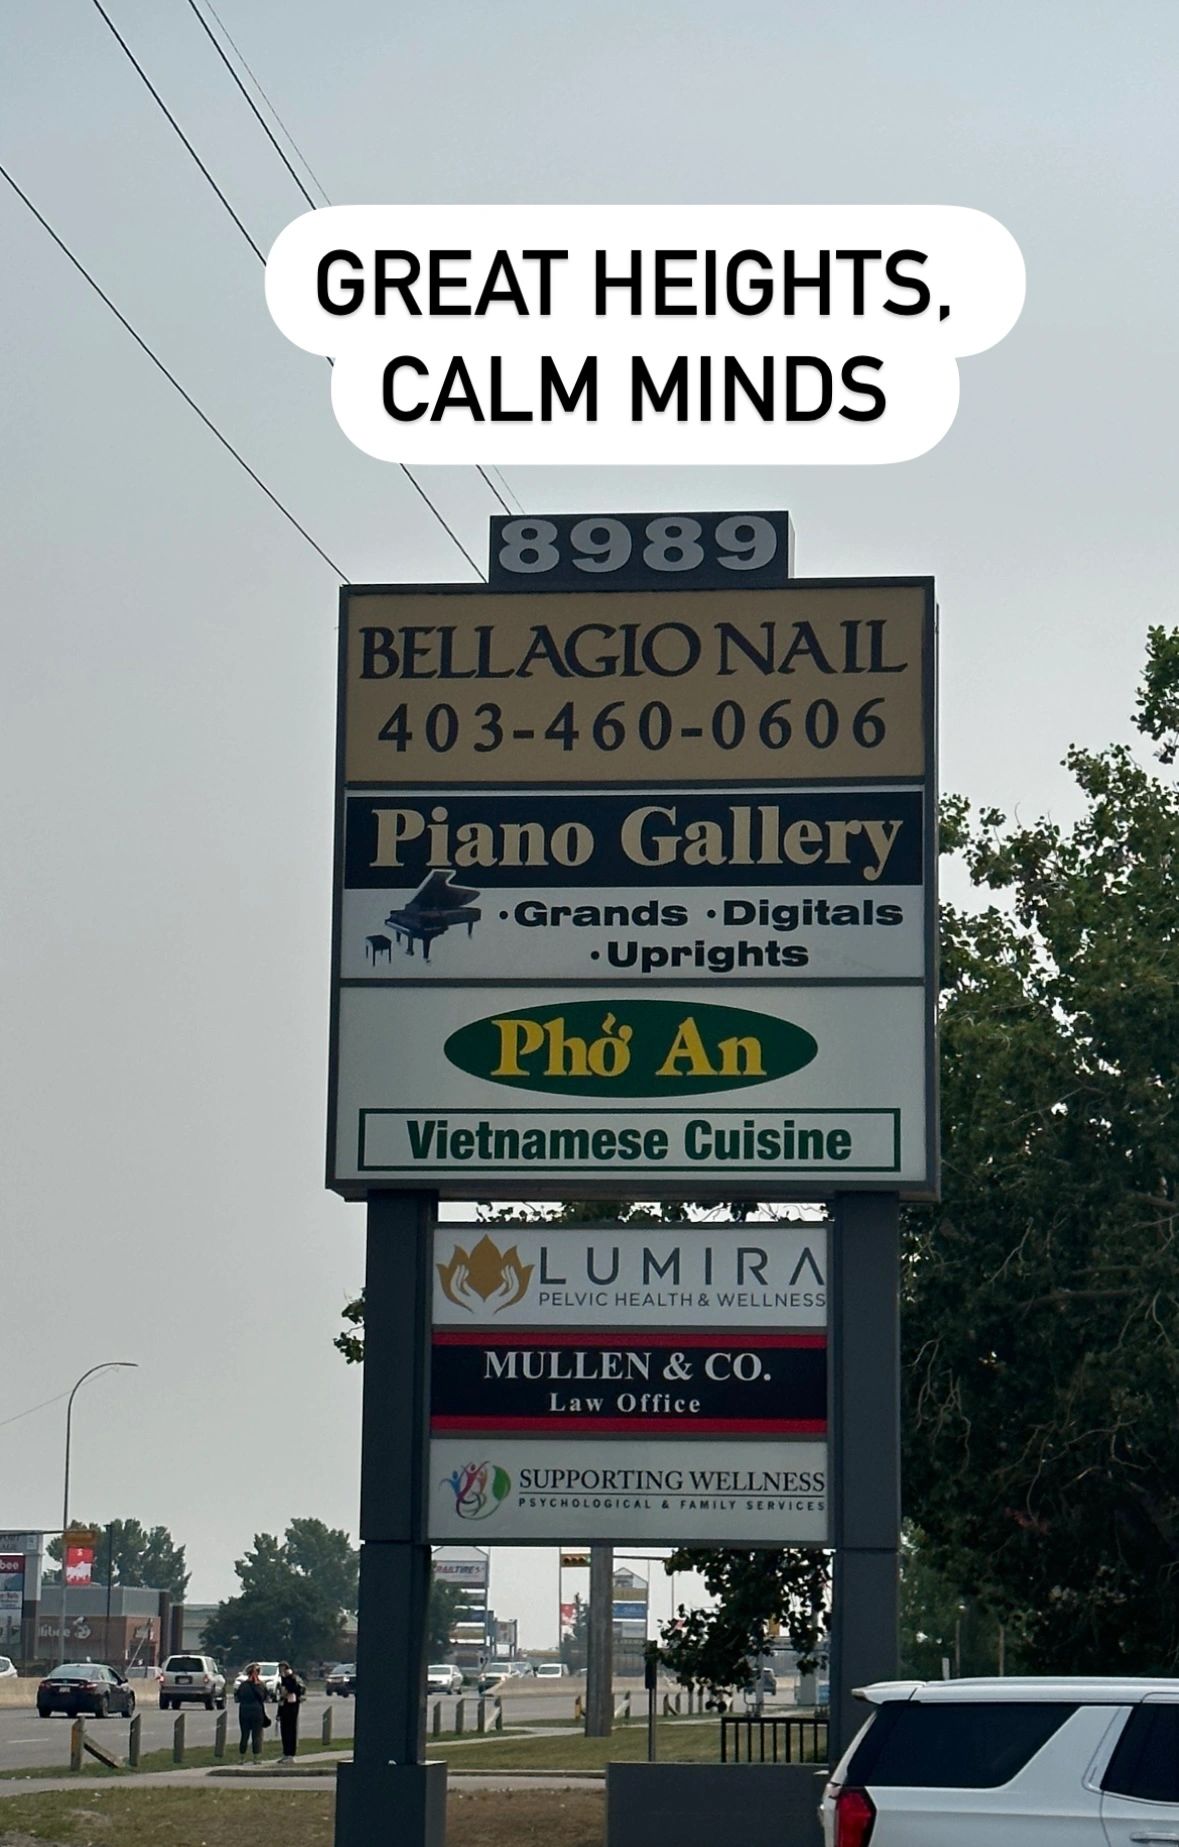 GREAT HEIGHTS,
CALM MINDS
8989
BELLAGIO NAIL
403-460-0606
Piano Gallery
·Grands ·Digitals
·Uprights
Phở An
Vietnamese Cuisine
LUMIRA
PELVIC HEALTH & WELLNESS
MULLEN & CO.
Law Office
SUPPORTING WELLNESS
PSYCHOLOGICAL & FAMILY SERVICES